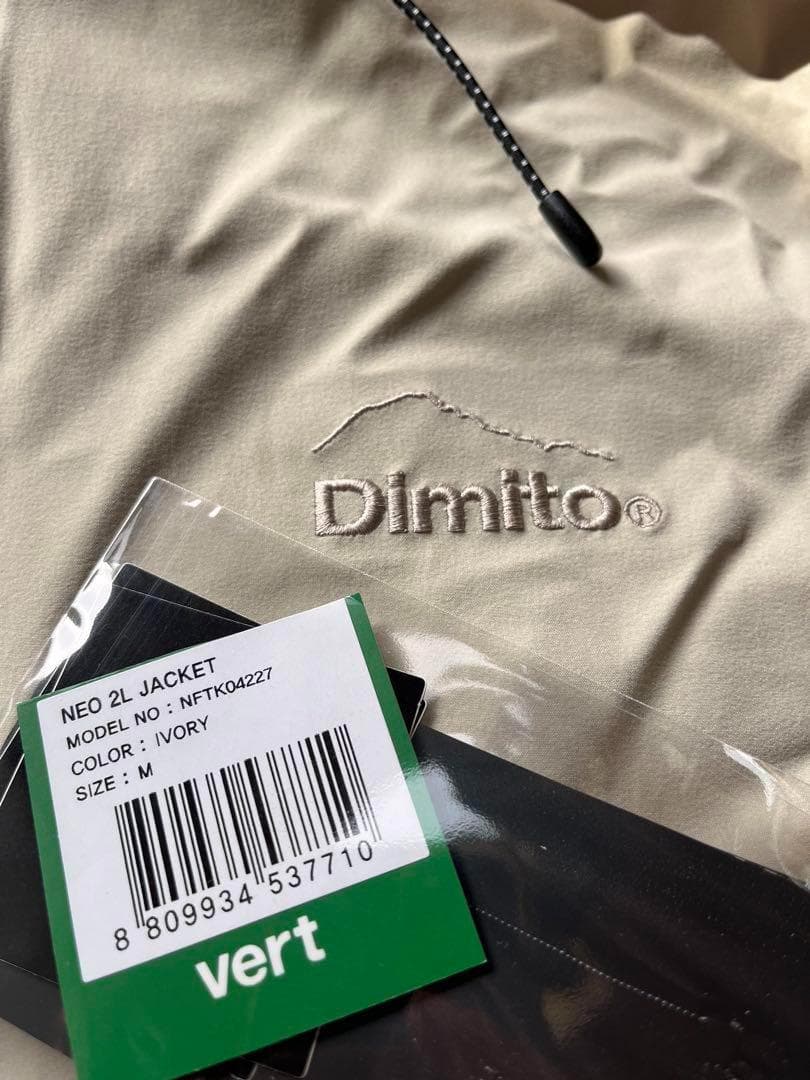 Dimito®
NEO 2L JACKET
MODEL NO : NFTK04227
COLOR : IVORY
SIZE : M
8 809934 537710
vert